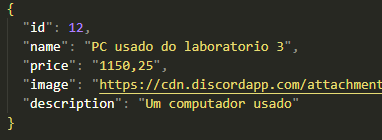 {
"id": 12,
"name": "PC usado do laboratorio 3",
"price": "1150,25",
"image": "https://cdn.discordapp.com/attachment
"description": "Um computador usado"
}